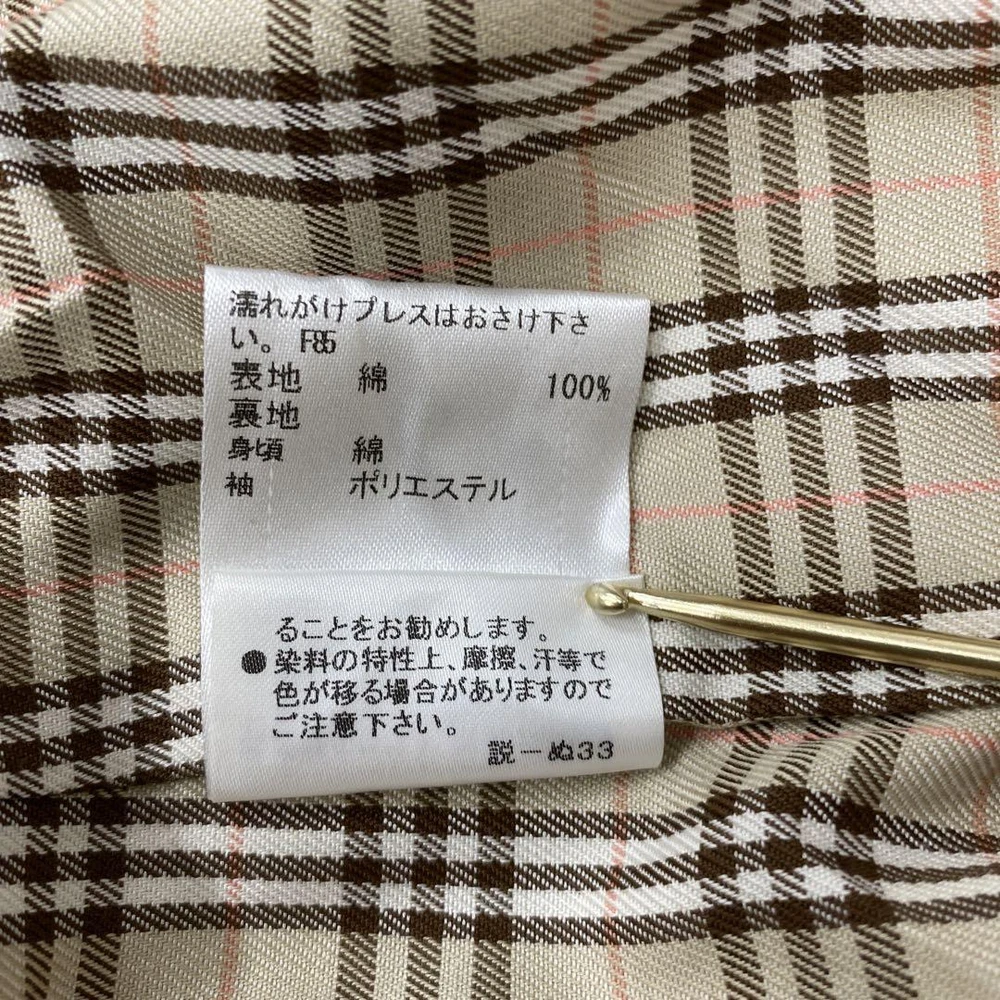 濡れがけプレスはおさけ下さ
い。 F85
表地 綿 100%
裏地
身頃 綿
袖 ポリエステル
ることをお勧めします。
●染料の特性上、摩擦、汗等で
色が移る場合がありますので
ご注意下さい。
説－ぬ33